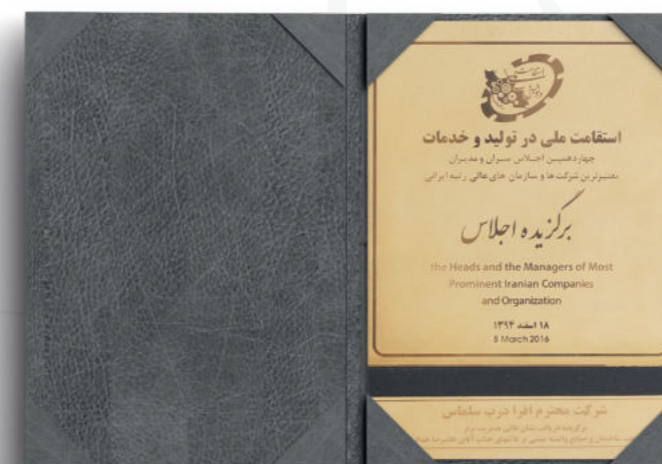 استقامت ملی در تولید و خدمات
چهاردهمین اجلاس سران و مدیران
معتبرترین شرکت ها و سازمان های عالی رتبه ایرانی
برگزیده اجلاس
the Heads and the Managers of Most
Prominent Iranian Companies
and Organization
۱۸ اسفند ۱۳۹۴
8 March 2016
شرکت محترم افرا درب سلماس